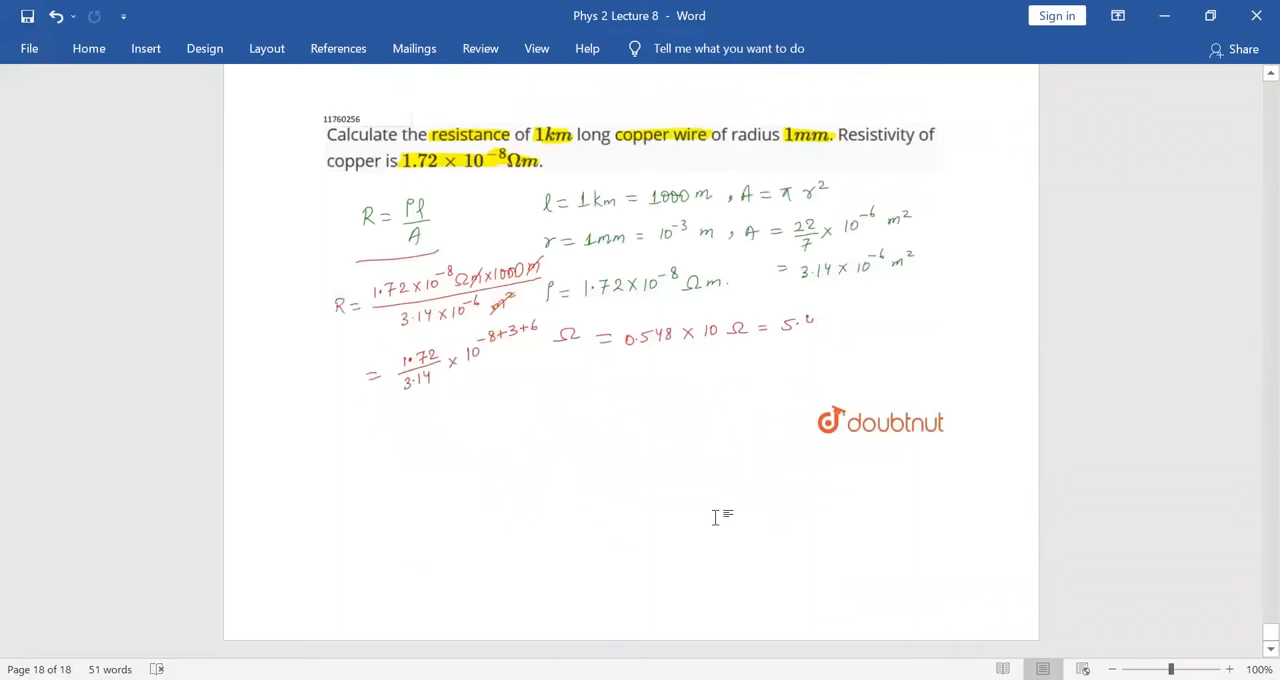 Phys 2 Lecture 8 - Word
Sign in
File Home Insert Design Layout References Mailings Review View Help Tell me what you want to do Share
11760256
Calculate the resistance of 1km long copper wire of radius 1mm. Resistivity of
copper is 1.72 × 10⁻⁸Ωm.
R = ρl/A
l = 1 km = 1000 m , A = π r²
r = 1mm = 10⁻³ m , A = 22/7 × 10⁻⁶ m²
= 3.14 × 10⁻⁶ m²
ρ = 1.72 × 10⁻⁸ Ω m.
R = 1.72 × 10⁻⁸ Ω m × 1000 m / 3.14 × 10⁻⁶ m²
= 1.72/3.14 × 10⁻⁸⁺³⁺⁶ Ω = 0.548 × 10 Ω = 5.
doubtnut
Page 18 of 18 51 words 100%